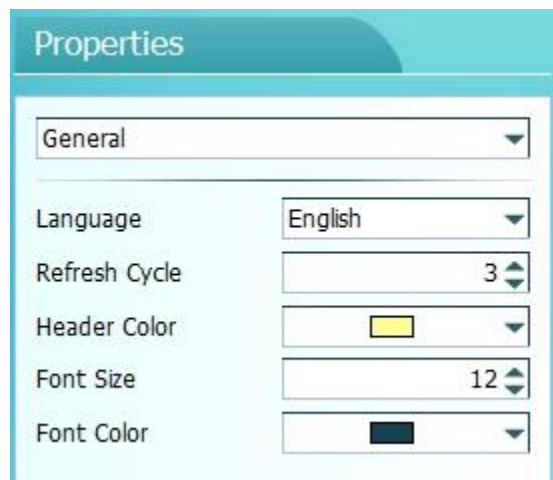 Properties
General
Language English
Refresh Cycle 3
Header Color
Font Size 12
Font Color